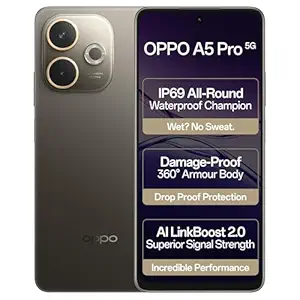 OPPO A5 Pro 5G
IP69 All-Round
Waterproof Champion
Wet? No Sweat.
Damage-Proof
360° Armour Body
Drop Proof Protection
AI LinkBoost 2.0
Superior Signal Strength
Incredible Performance
oppo